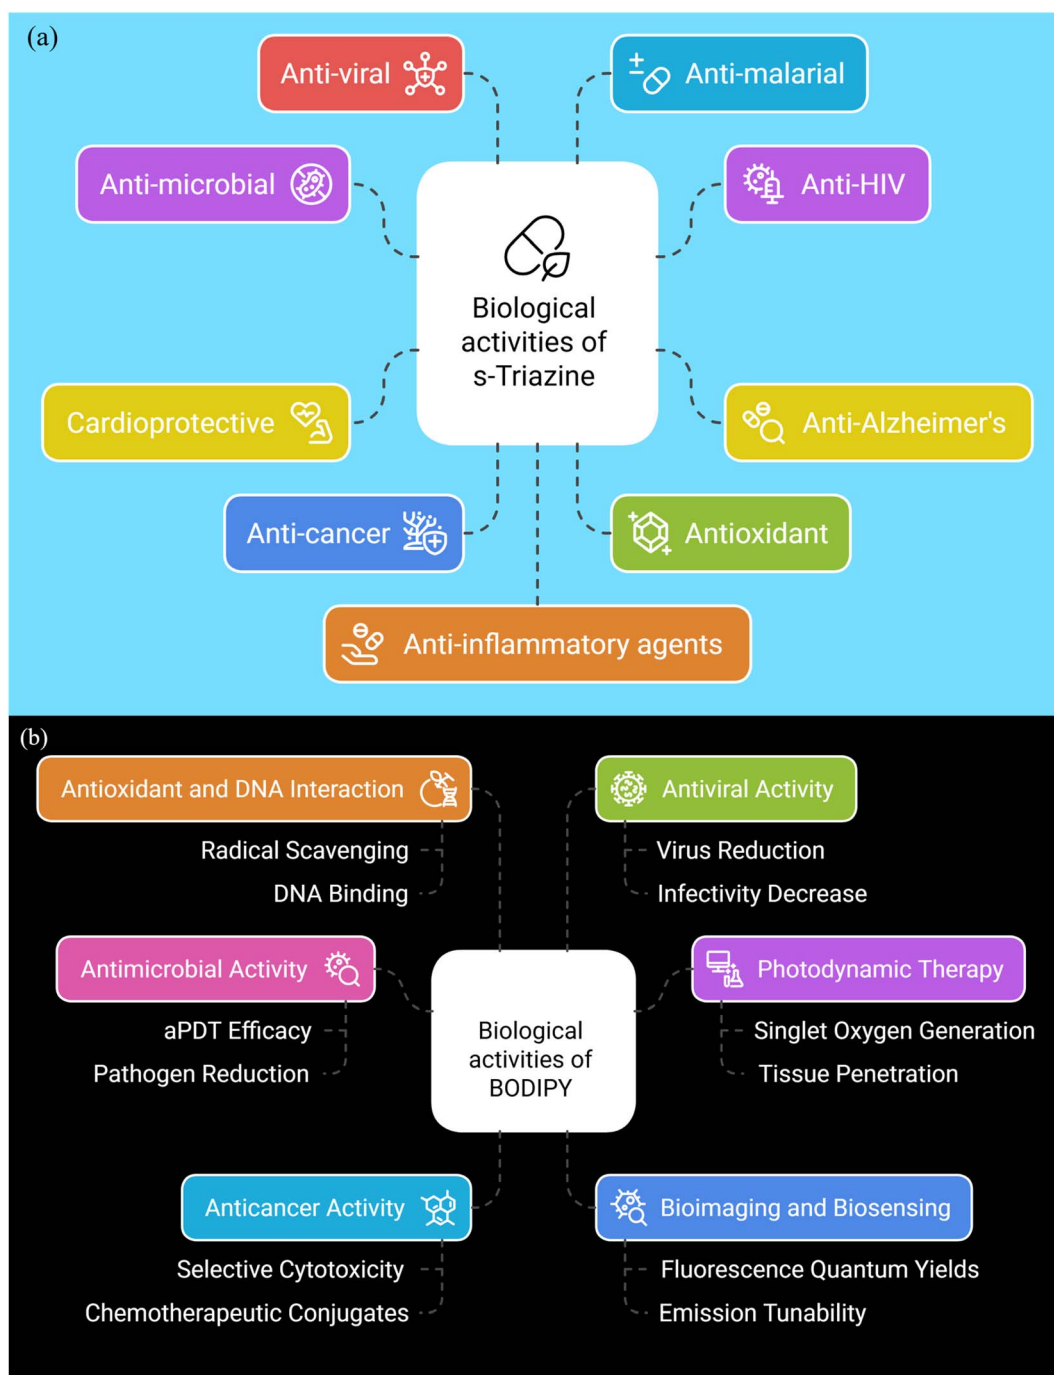 (a)
Anti-viral
Anti-malarial
Anti-microbial
Anti-HIV
Biological
activities of
s-Triazine
Cardioprotective
Anti-Alzheimer's
Anti-cancer
Antioxidant
Anti-inflammatory agents
(b)
Antioxidant and DNA Interaction
Radical Scavenging
DNA Binding
Antiviral Activity
Virus Reduction
Infectivity Decrease
Antimicrobial Activity
aPDT Efficacy
Pathogen Reduction
Biological
activities of
BODIPY
Photodynamic Therapy
Singlet Oxygen Generation
Tissue Penetration
Anticancer Activity
Selective Cytotoxicity
Chemotherapeutic Conjugates
Bioimaging and Biosensing
Fluorescence Quantum Yields
Emission Tunability